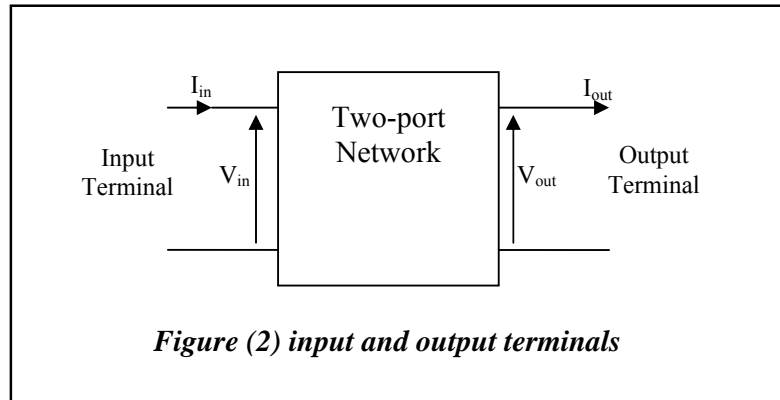 I_in
I_out
Two-port
Network
Input
Terminal
V_in
V_out
Output
Terminal
Figure (2) input and output terminals